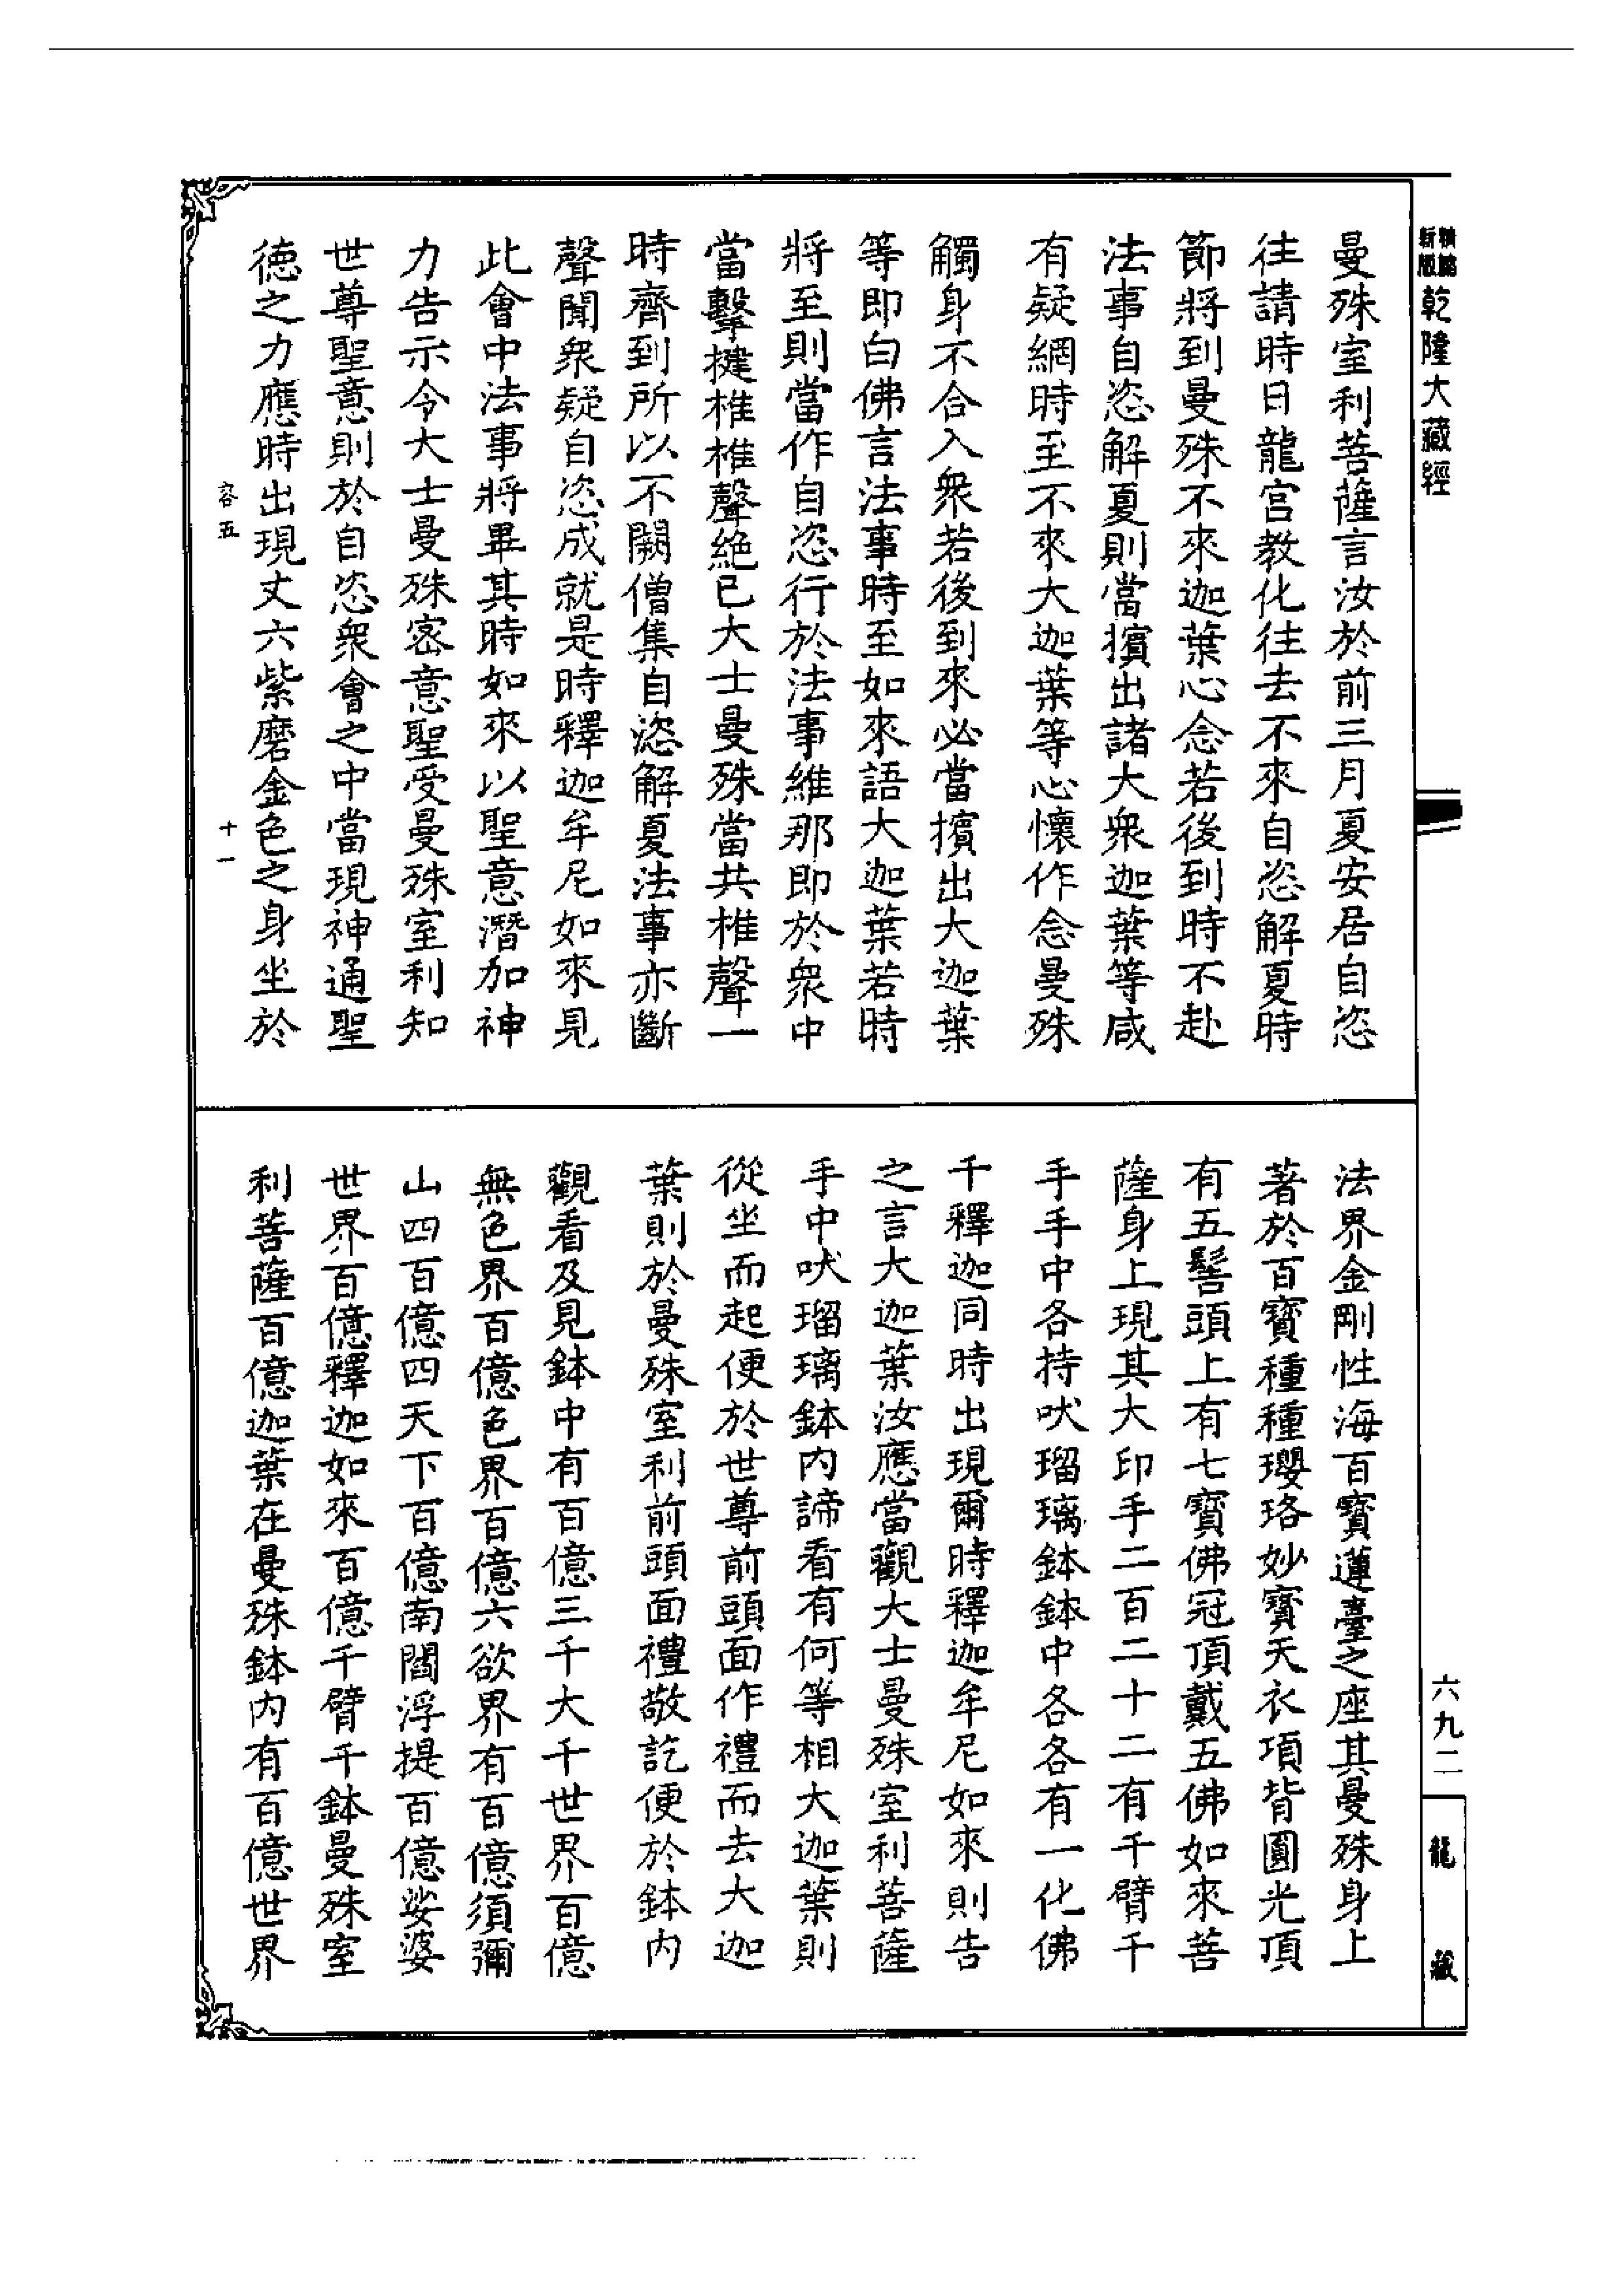 新版
精縮
乾隆大藏經
六九二
龍藏
曼殊室利菩薩言汝於前三月夏安居自恣
往請時日龍宫教化往去不來自恣解夏時
節將到曼殊不來迦葉心念若後到時不赴
法事自恣解夏則當擯出諸大衆迦葉等咸
有疑網時至不來大迦葉等心懷作念曼殊
觸身不合入衆若後到來必當擯出大迦葉
等即白佛言法事時至如來語大迦葉若時
將至則當作自恣行於法事維那即於衆中
當擊揵椎椎聲絶已大士曼殊當共椎聲一
時齊到所以不闕僧集自恣解夏法事亦斷
聲聞衆疑自恣成就是時釋迦牟尼如來見
此會中法事將畢其時如來以聖意潛加神
力告示令大士曼殊密意聖受曼殊室利知
世尊聖意則於自恣衆會之中當現神通聖
德之力應時出現丈六紫磨金色之身坐於
容五
十一
法界金剛性海百寶蓮臺之座其曼殊身上
著於百寶種種瓔珞妙寶天衣項背圓光頂
有五髻頭上有七寶佛冠頂戴五佛如來菩
薩身上現其大印手二百二十二有千臂千
手手中各持吠瑠璃鉢鉢中各各有一化佛
千釋迦同時出現爾時釋迦牟尼如來則告
之言大迦葉汝應當觀大士曼殊室利菩薩
手中吠瑠璃鉢内諦看有何等相大迦葉則
從坐而起便於世尊前頭面作禮而去大迦
葉則於曼殊室利前頭面禮敬訖便於鉢内
觀看及見鉢中有百億三千大千世界百億
無色界百億色界百億六欲界有百億須彌
山四百億四天下百億南閻浮提百億娑婆
世界百億釋迦如來百億千臂千鉢曼殊室
利菩薩百億迦葉在曼殊鉢内有百億世界